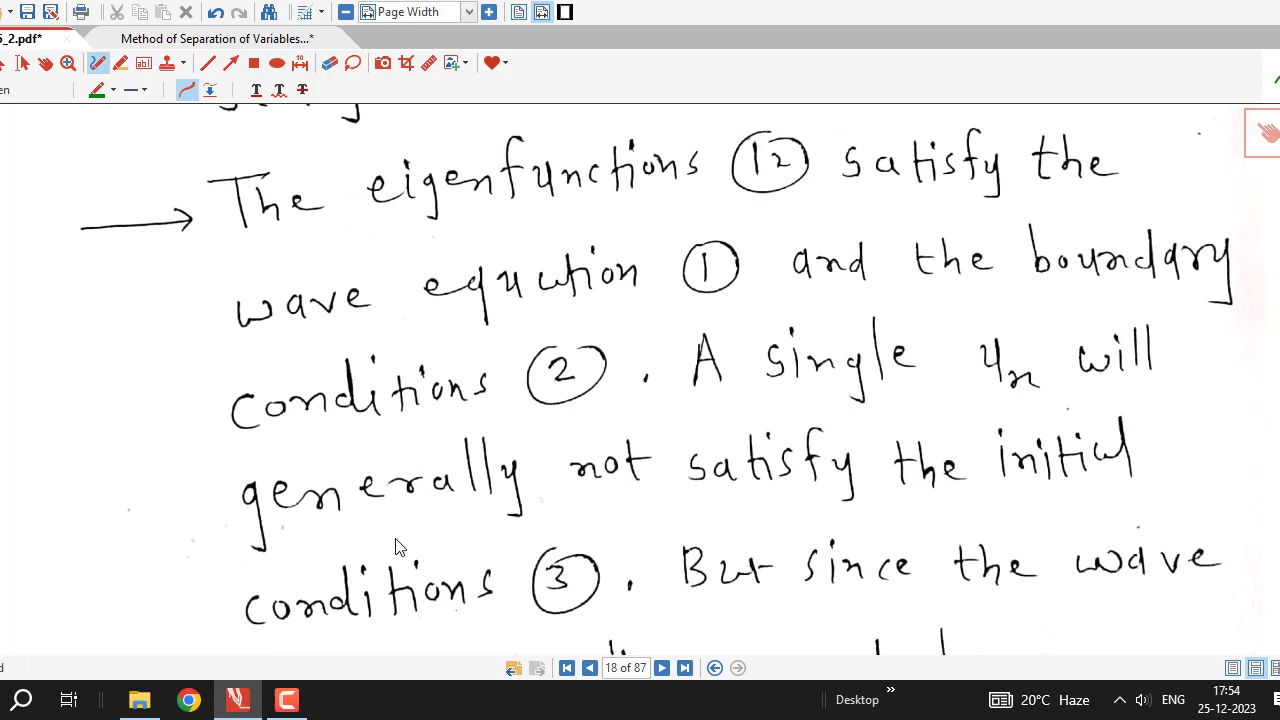 Page Width
5_2.pdf*
Method of Separation of Variables...*
The eigenfunctions 12 satisfy the
wave equation 1 and the boundary
conditions 2 . A single un will
generally not satisfy the initial
conditions 3 . But since the wave
18 of 87
Desktop
20°C Haze
ENG
17:54
25-12-2023